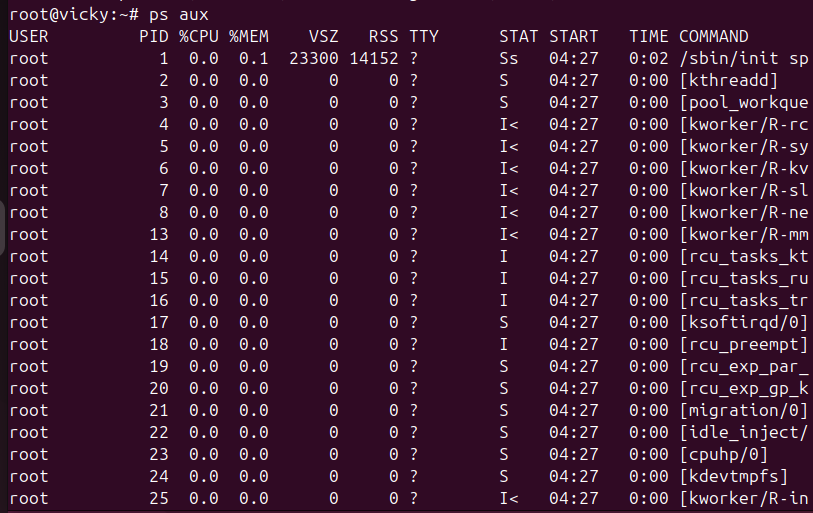 root@vicky:~# ps aux
USER         PID %CPU %MEM    VSZ   RSS TTY      STAT START   TIME COMMAND
root           1  0.0  0.1  23300 14152 ?        Ss   04:27   0:02 /sbin/init sp
root           2  0.0  0.0      0     0 ?        S    04:27   0:00 [kthreadd]
root           3  0.0  0.0      0     0 ?        S    04:27   0:00 [pool_workque
root           4  0.0  0.0      0     0 ?        I<   04:27   0:00 [kworker/R-rc
root           5  0.0  0.0      0     0 ?        I<   04:27   0:00 [kworker/R-sy
root           6  0.0  0.0      0     0 ?        I<   04:27   0:00 [kworker/R-kv
root           7  0.0  0.0      0     0 ?        I<   04:27   0:00 [kworker/R-sl
root           8  0.0  0.0      0     0 ?        I<   04:27   0:00 [kworker/R-ne
root          13  0.0  0.0      0     0 ?        I<   04:27   0:00 [kworker/R-mm
root          14  0.0  0.0      0     0 ?        I    04:27   0:00 [rcu_tasks_kt
root          15  0.0  0.0      0     0 ?        I    04:27   0:00 [rcu_tasks_ru
root          16  0.0  0.0      0     0 ?        I    04:27   0:00 [rcu_tasks_tr
root          17  0.0  0.0      0     0 ?        S    04:27   0:00 [ksoftirqd/0]
root          18  0.0  0.0      0     0 ?        I    04:27   0:00 [rcu_preempt]
root          19  0.0  0.0      0     0 ?        S    04:27   0:00 [rcu_exp_par_
root          20  0.0  0.0      0     0 ?        S    04:27   0:00 [rcu_exp_gp_k
root          21  0.0  0.0      0     0 ?        S    04:27   0:00 [migration/0]
root          22  0.0  0.0      0     0 ?        S    04:27   0:00 [idle_inject/
root          23  0.0  0.0      0     0 ?        S    04:27   0:00 [cpuhp/0]
root          24  0.0  0.0      0     0 ?        S    04:27   0:00 [kdevtmpfs]
root          25  0.0  0.0      0     0 ?        I<   04:27   0:00 [kworker/R-in